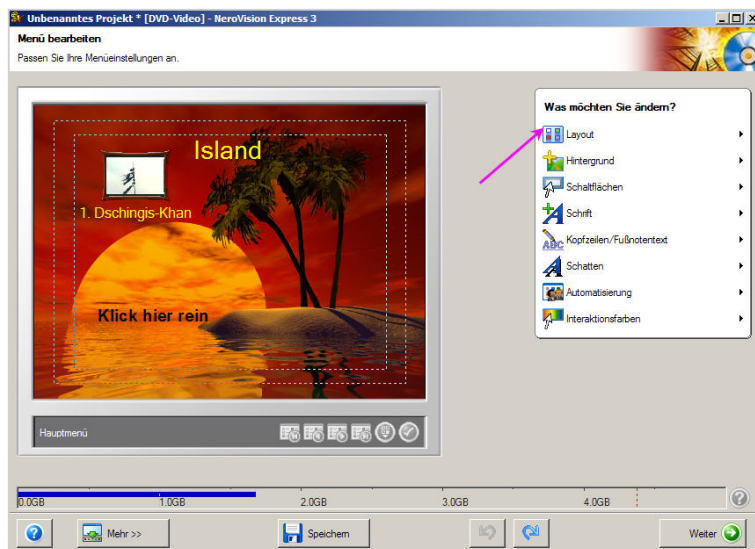 Unbenanntes Projekt * [DVD-Video] - NeroVision Express 3
Menü bearbeiten
Passen Sie Ihre Menüeinstellungen an.
Island
1. Dschingis-Khan
Klick hier rein
Hauptmenü
Was möchten Sie ändern?
Layout
Hintergrund
Schaltflächen
Schrift
Kopfzeilen/Fußnotentext
Schatten
Automatisierung
Interaktionsfarben
0.0GB
1.0GB
2.0GB
3.0GB
4.0GB
Mehr >>
Speichern
Weiter